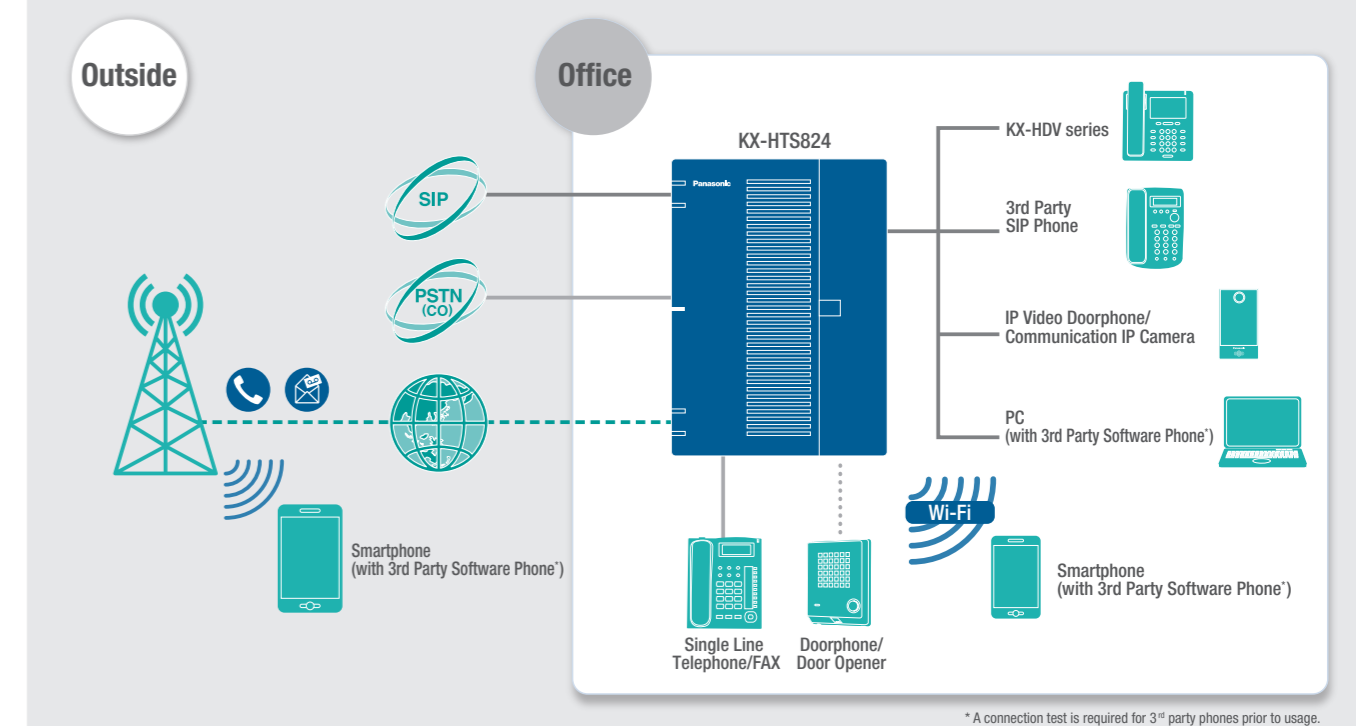 Outside
Office
KX-HTS824
Panasonic
SIP
PSTN
(CO)
KX-HDV series
3rd Party
SIP Phone
IP Video Doorphone/
Communication IP Camera
PC
(with 3rd Party Software Phone*)
Wi-Fi
Smartphone
(with 3rd Party Software Phone*)
Smartphone
(with 3rd Party Software Phone*)
Single Line
Telephone/FAX
Doorphone/
Door Opener
* A connection test is required for 3rd party phones prior to usage.